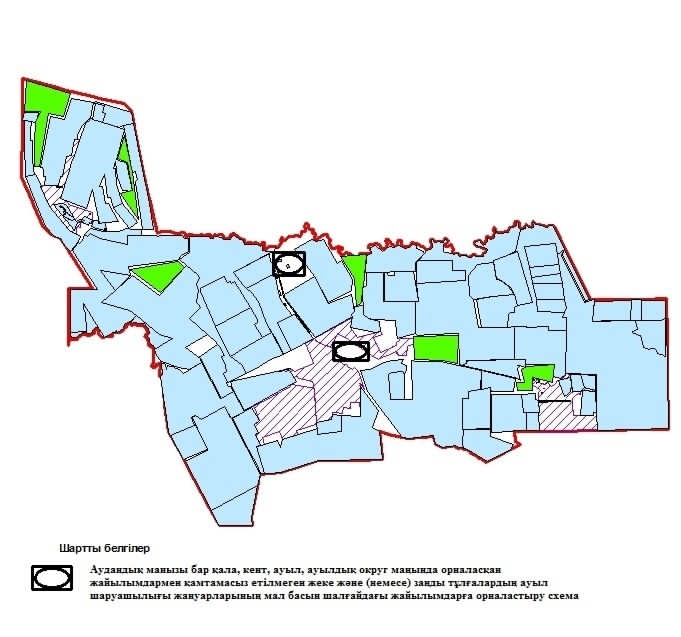 Шартты белгілер
Аудандық манызы бар қала, кент, ауыл, ауылдық округ маңында орналасқан
жайылымдармен қамтамасыз етілмеген жеке және (немесе) заңды тұлғалардың ауыл
шаруашылығы жануарларының мал басын шалғайдағы жайылымдарға орналастыру схема